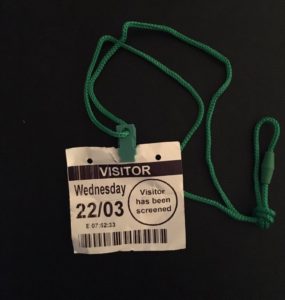 VISITOR
Wednesday
22/03
E 07:52:33
Visitor
has been
screened